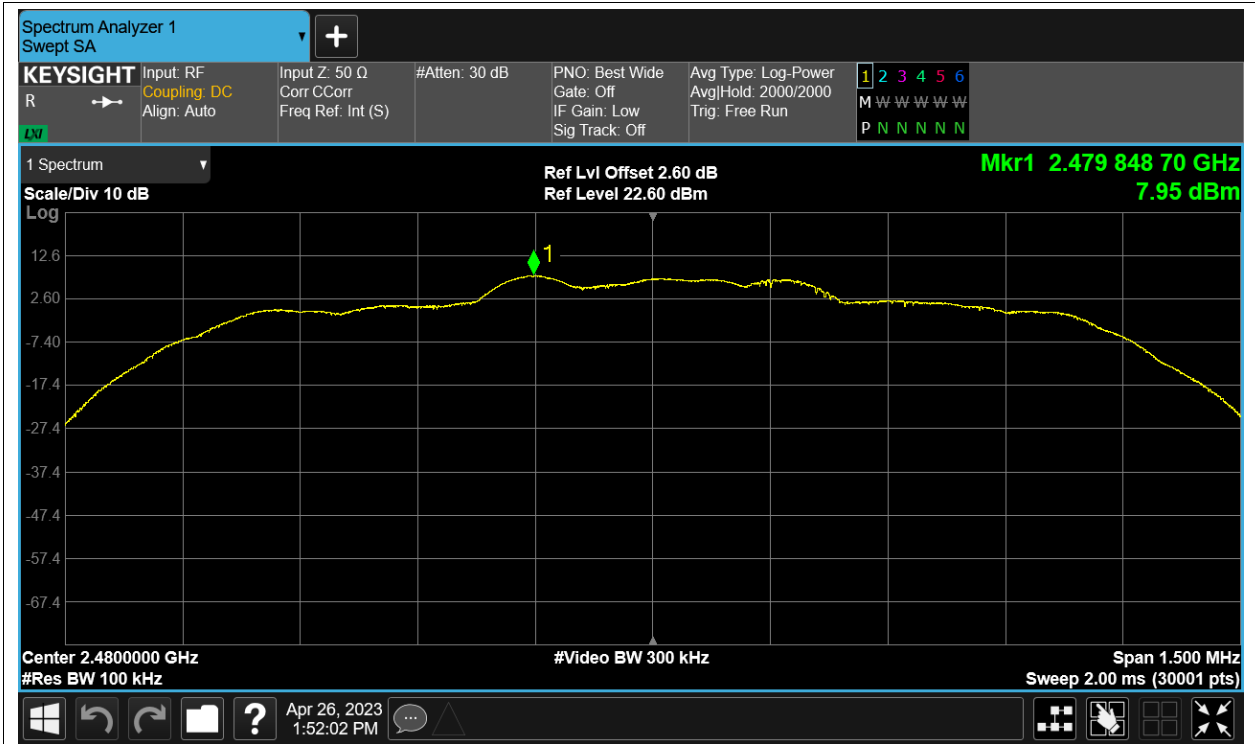 Spectrum Analyzer 1
Swept SA
+
KEYSIGHT
R
LXI
Input: RF
Coupling: DC
Align: Auto
Input Z: 50 Ω
Corr CCorr
Freq Ref: Int (S)
#Atten: 30 dB
PNO: Best Wide
Gate: Off
IF Gain: Low
Sig Track: Off
Avg Type: Log-Power
Avg|Hold: 2000/2000
Trig: Free Run
1 2 3 4 5 6
M W W W W W
P N N N N N
1 Spectrum
Scale/Div 10 dB
Log
Ref Lvl Offset 2.60 dB
Ref Level 22.60 dBm
Mkr1 2.479 848 70 GHz
7.95 dBm
1
12.6
2.60
-7.40
-17.4
-27.4
-37.4
-47.4
-57.4
-67.4
Center 2.4800000 GHz
#Res BW 100 kHz
#Video BW 300 kHz
Span 1.500 MHz
Sweep 2.00 ms (30001 pts)
?
Apr 26, 2023
1:52:02 PM